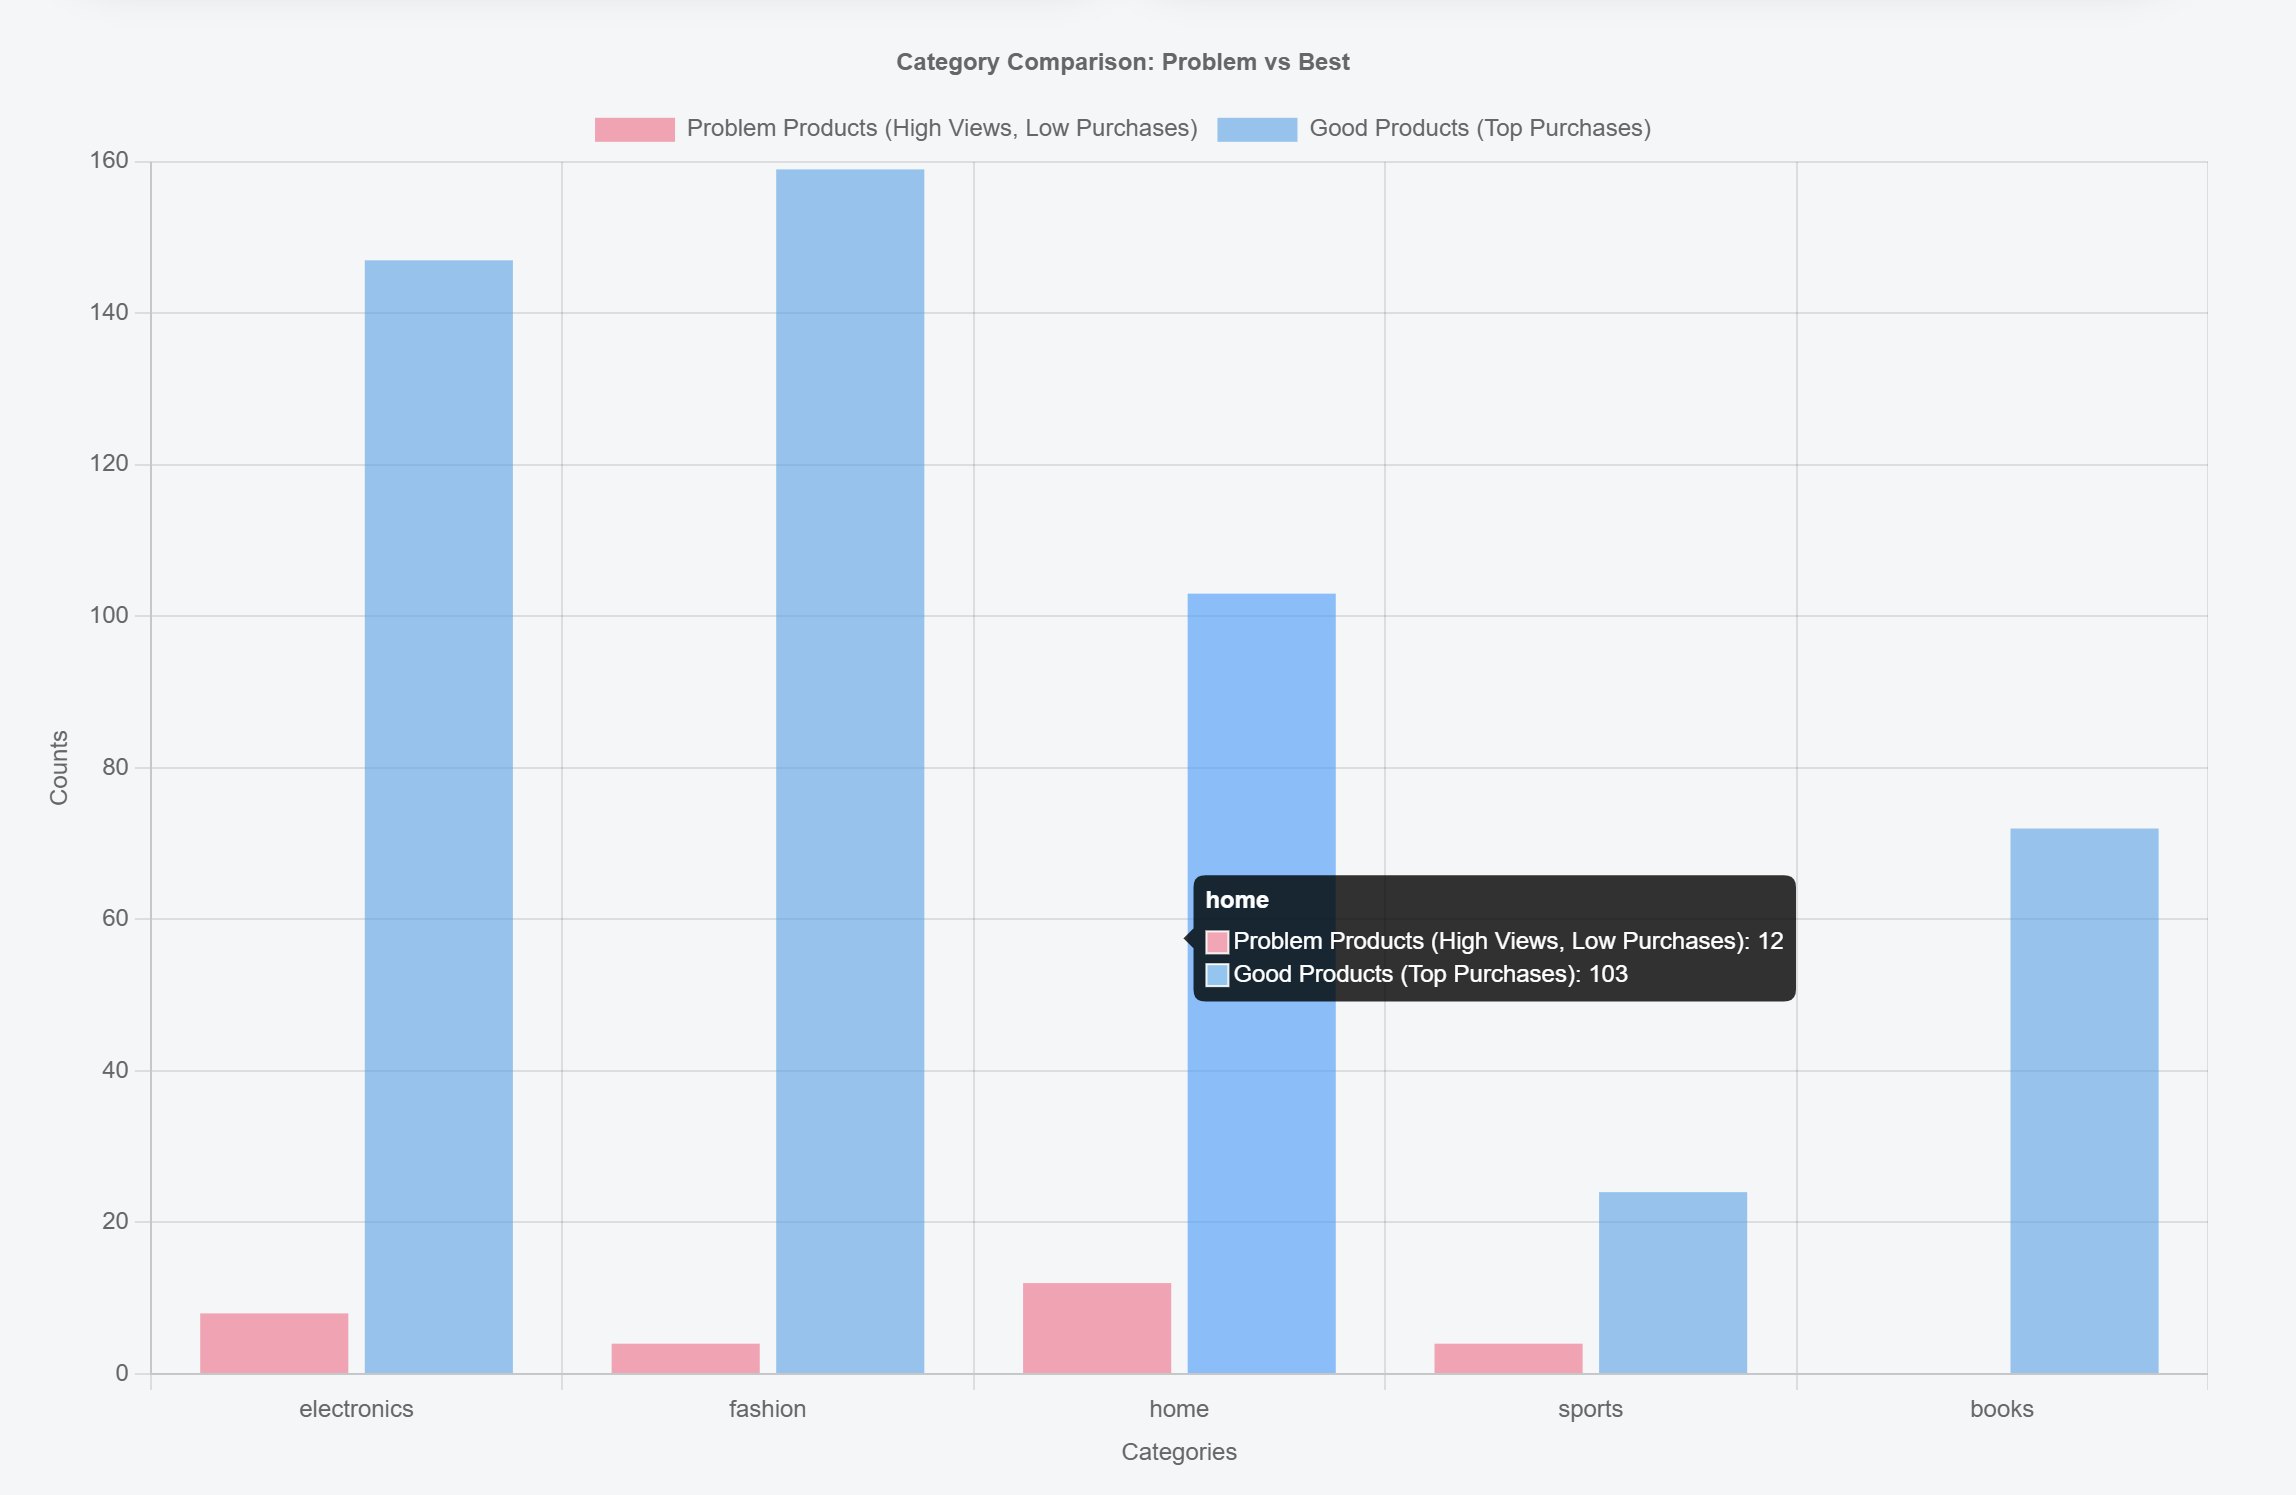 Category Comparison: Problem vs Best
Problem Products (High Views, Low Purchases) Good Products (Top Purchases)
160
140
120
100
80
60
40
20
0
Counts
home
Problem Products (High Views, Low Purchases): 12
Good Products (Top Purchases): 103
electronics fashion home sports books
Categories